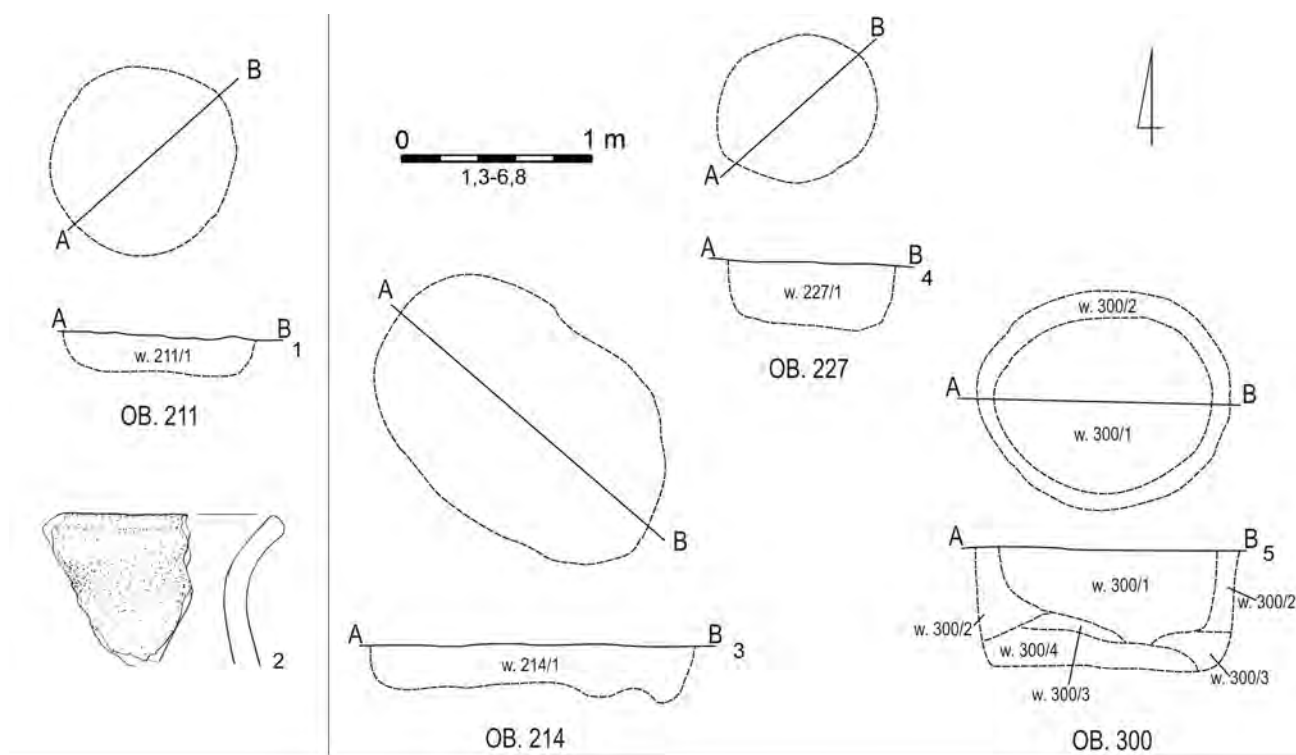 B
A
A
B
w. 211/1
1
OB. 211
2
0 1 m
1,3-6,8
A
B
A
B
w. 214/1
3
OB. 214
B
A
A
B
w. 227/1
4
OB. 227
w. 300/2
A
B
w. 300/1
A
B
5
w. 300/1
w. 300/2
w. 300/2
w. 300/4
w. 300/3
w. 300/3
OB. 300